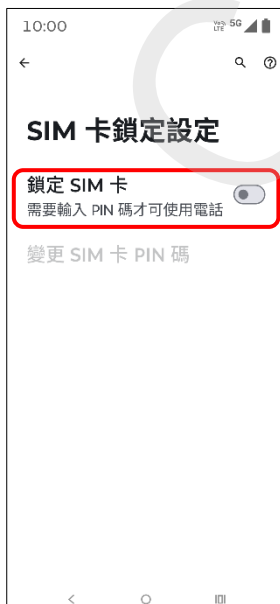 10:00
VoLTE 5G
SIM 卡鎖定設定
鎖定 SIM 卡
需要輸入 PIN 碼才可使用電話
變更 SIM 卡 PIN 碼